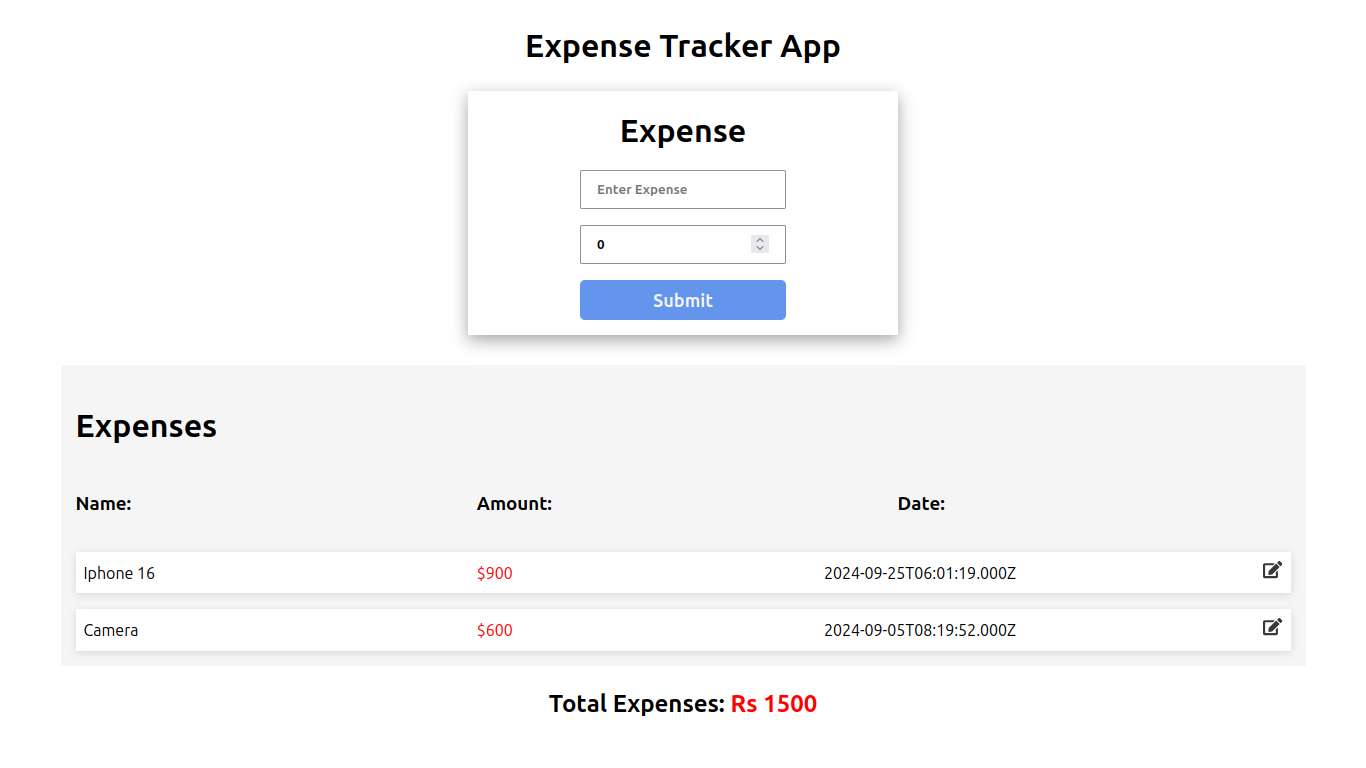 Expense Tracker App
Expense
Enter Expense
0
Submit
Expenses
Name: Amount: Date:
Iphone 16 $900 2024-09-25T06:01:19.000Z
Camera $600 2024-09-05T08:19:52.000Z
Total Expenses: Rs 1500